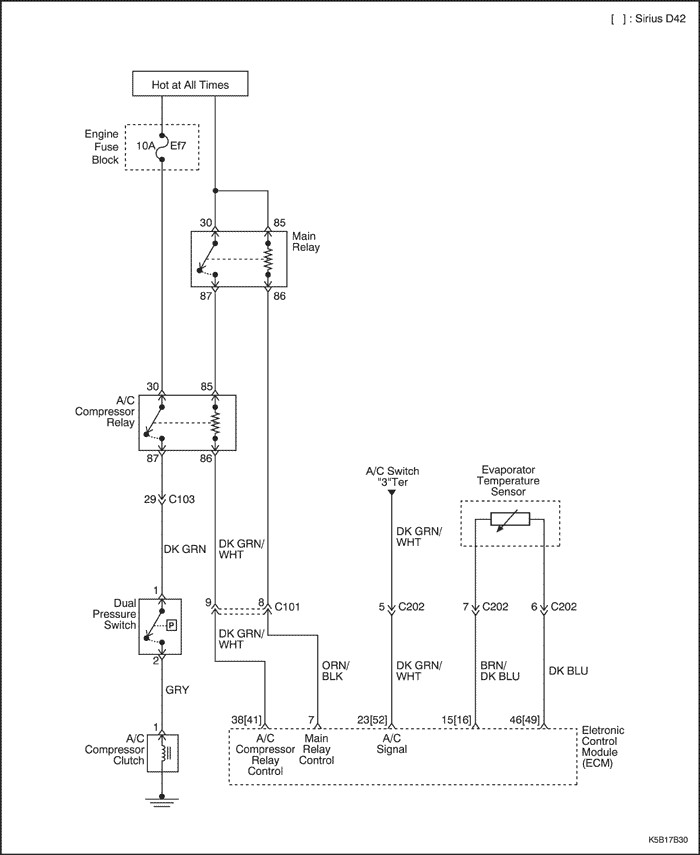 [ ] : Sirius D42
Hot at All Times
Engine
Fuse
Block
10A
Ef7
30
85
Main
Relay
87
86
30
85
A/C
Compressor
Relay
87
86
29
C103
A/C Switch
"3"Ter
Evaporator
Temperature
Sensor
DK GRN
DK GRN/
WHT
DK GRN/
WHT
1
Dual
Pressure
Switch
P
2
9
8
C101
5
C202
7
C202
6
C202
DK GRN/
WHT
ORN/
BLK
DK GRN/
WHT
BRN/
DK BLU
DK BLU
GRY
1
A/C
Compressor
Clutch
38[41]
7
23[52]
15[16]
46[49]
A/C
Compressor
Relay
Control
Main
Relay
Control
A/C
Signal
Eletronic
Control
Module
(ECM)
K5B17B30